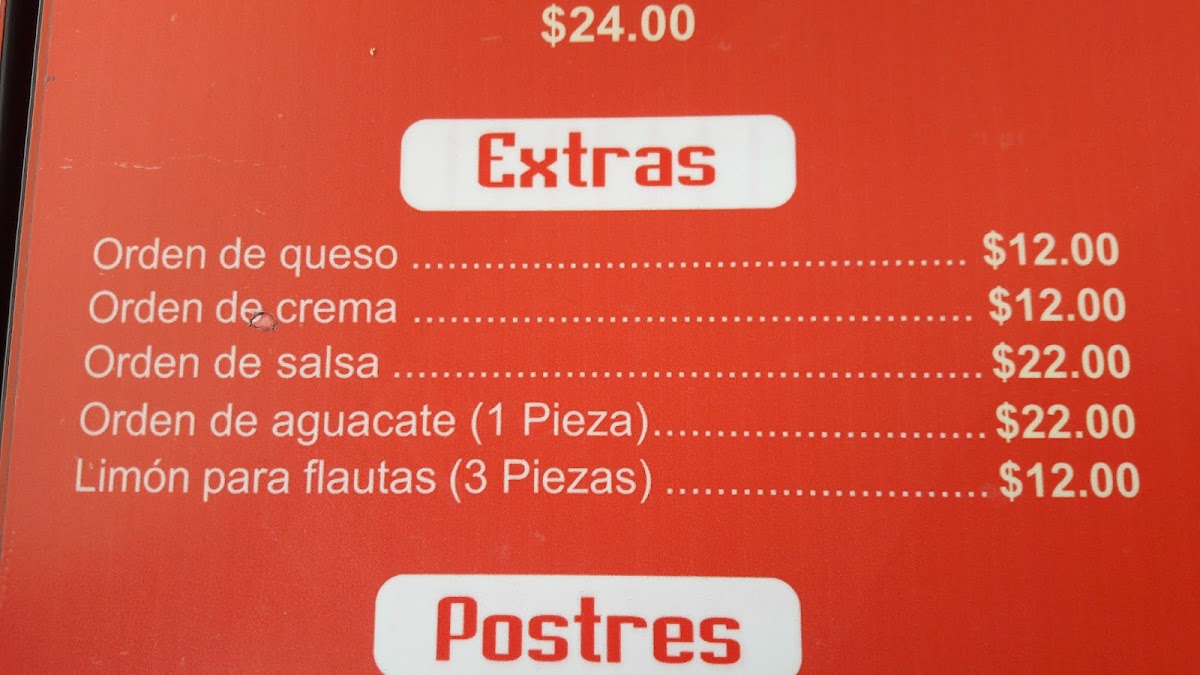 $24.00
Extras
Orden de queso ............................................... $12.00
Orden de crema ............................................... $12.00
Orden de salsa .................................................. $22.00
Orden de aguacate (1 Pieza)............................ $22.00
Limón para flautas (3 Piezas) ........................... $12.00
Postres